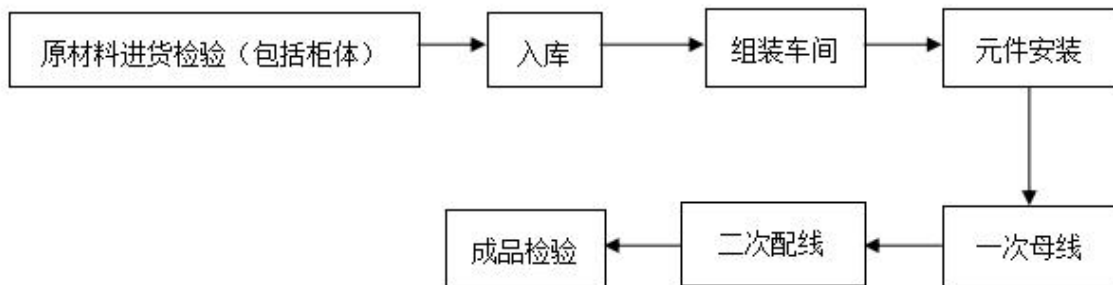 原材料进货检验（包括柜体）
入库
组装车间
元件安装
一次母线
二次配线
成品检验